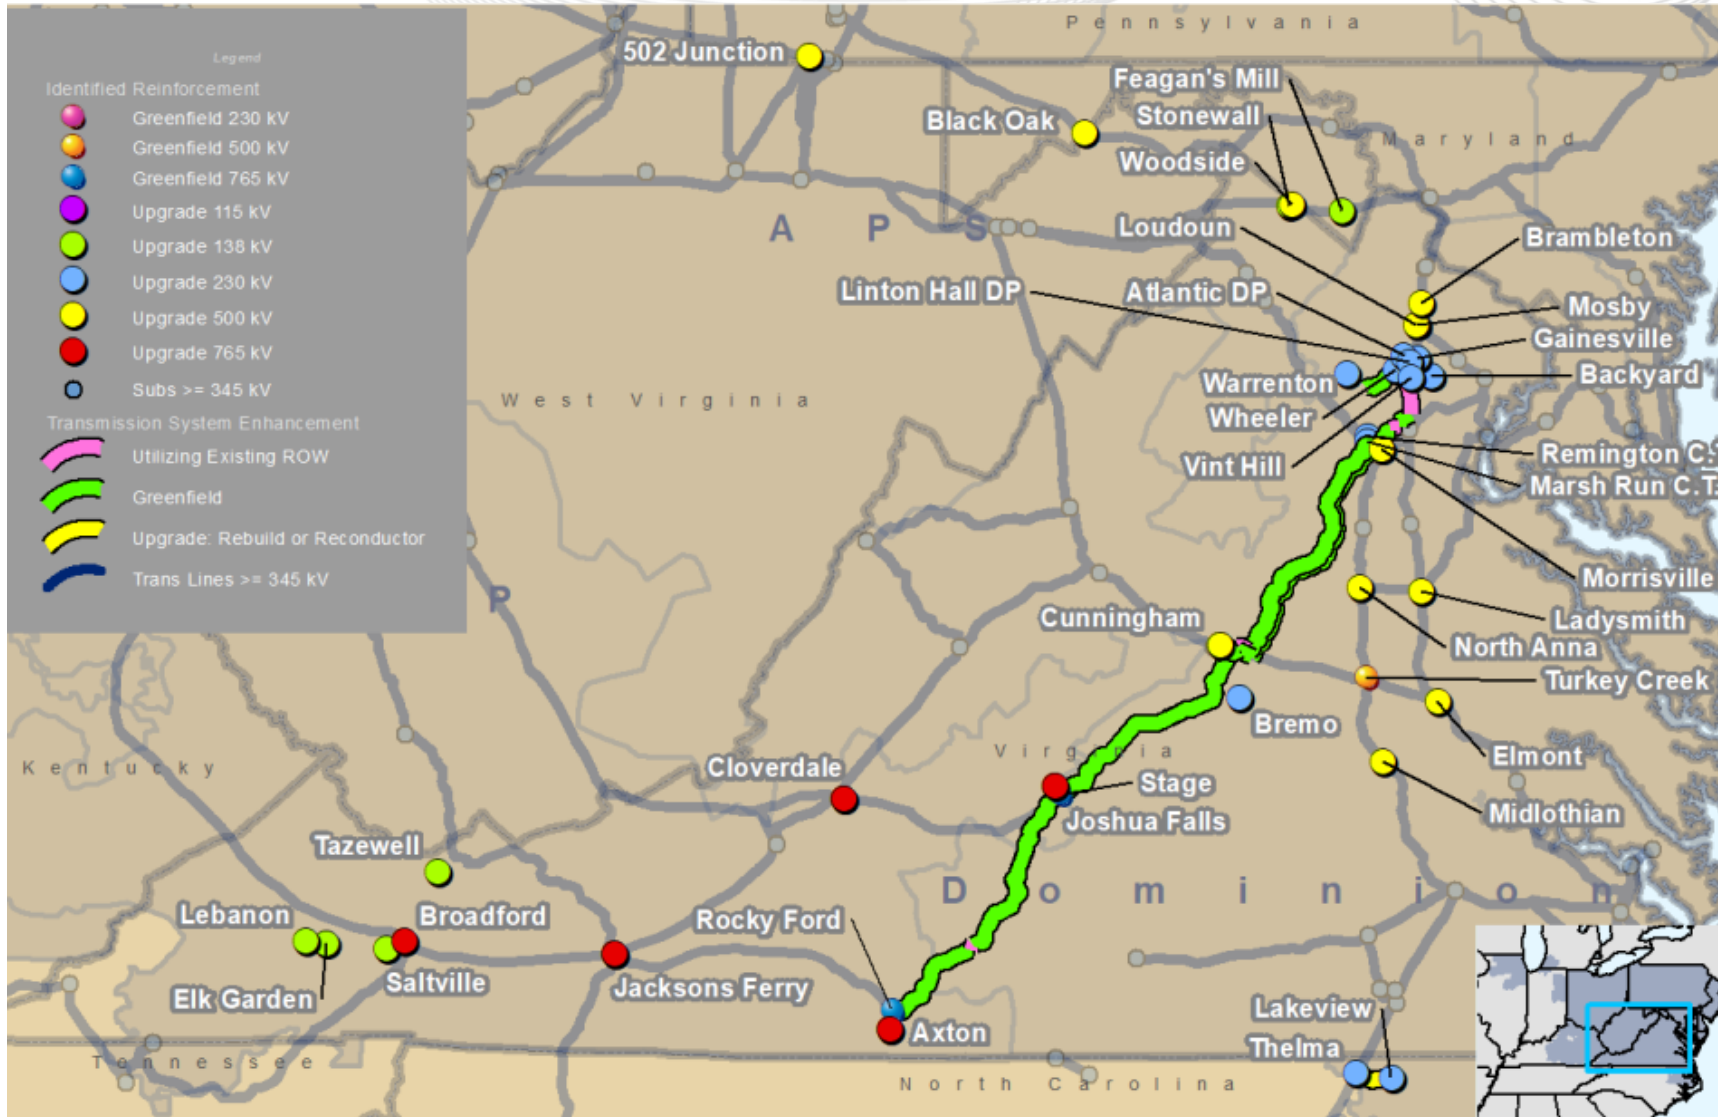 Legend
Identified Reinforcement
Greenfield 230 kV
Greenfield 500 kV
Greenfield 765 kV
Upgrade 115 kV
Upgrade 138 kV
Upgrade 230 kV
Upgrade 500 kV
Upgrade 765 kV
Subs >= 345 kV
Transmission System Enhancement
Utilizing Existing ROW
Greenfield
Upgrade: Rebuild or Reconductor
Trans Lines >= 345 kV
Pennsylvania
502 Junction
Feagan's Mill
Black Oak
Stonewall
Maryland
Woodside
APS
Loudoun
Brambleton
Linton Hall DP
Atlantic DP
Mosby
Gainesville
Warrenton
Backyard
West Virginia
Wheeler
Vint Hill
Remington C.T
Marsh Run C.T.
Morrisville
P
Cunningham
Ladysmith
North Anna
Turkey Creek
Bremo
Elmont
Virginia
Kentucky
Cloverdale
Stage
Joshua Falls
Midlothian
Tazewell
Dominion
Lebanon
Broadford
Rocky Ford
Elk Garden
Saltville
Jacksons Ferry
Lakeview
Axton
Thelma
Tennessee
North Carolina